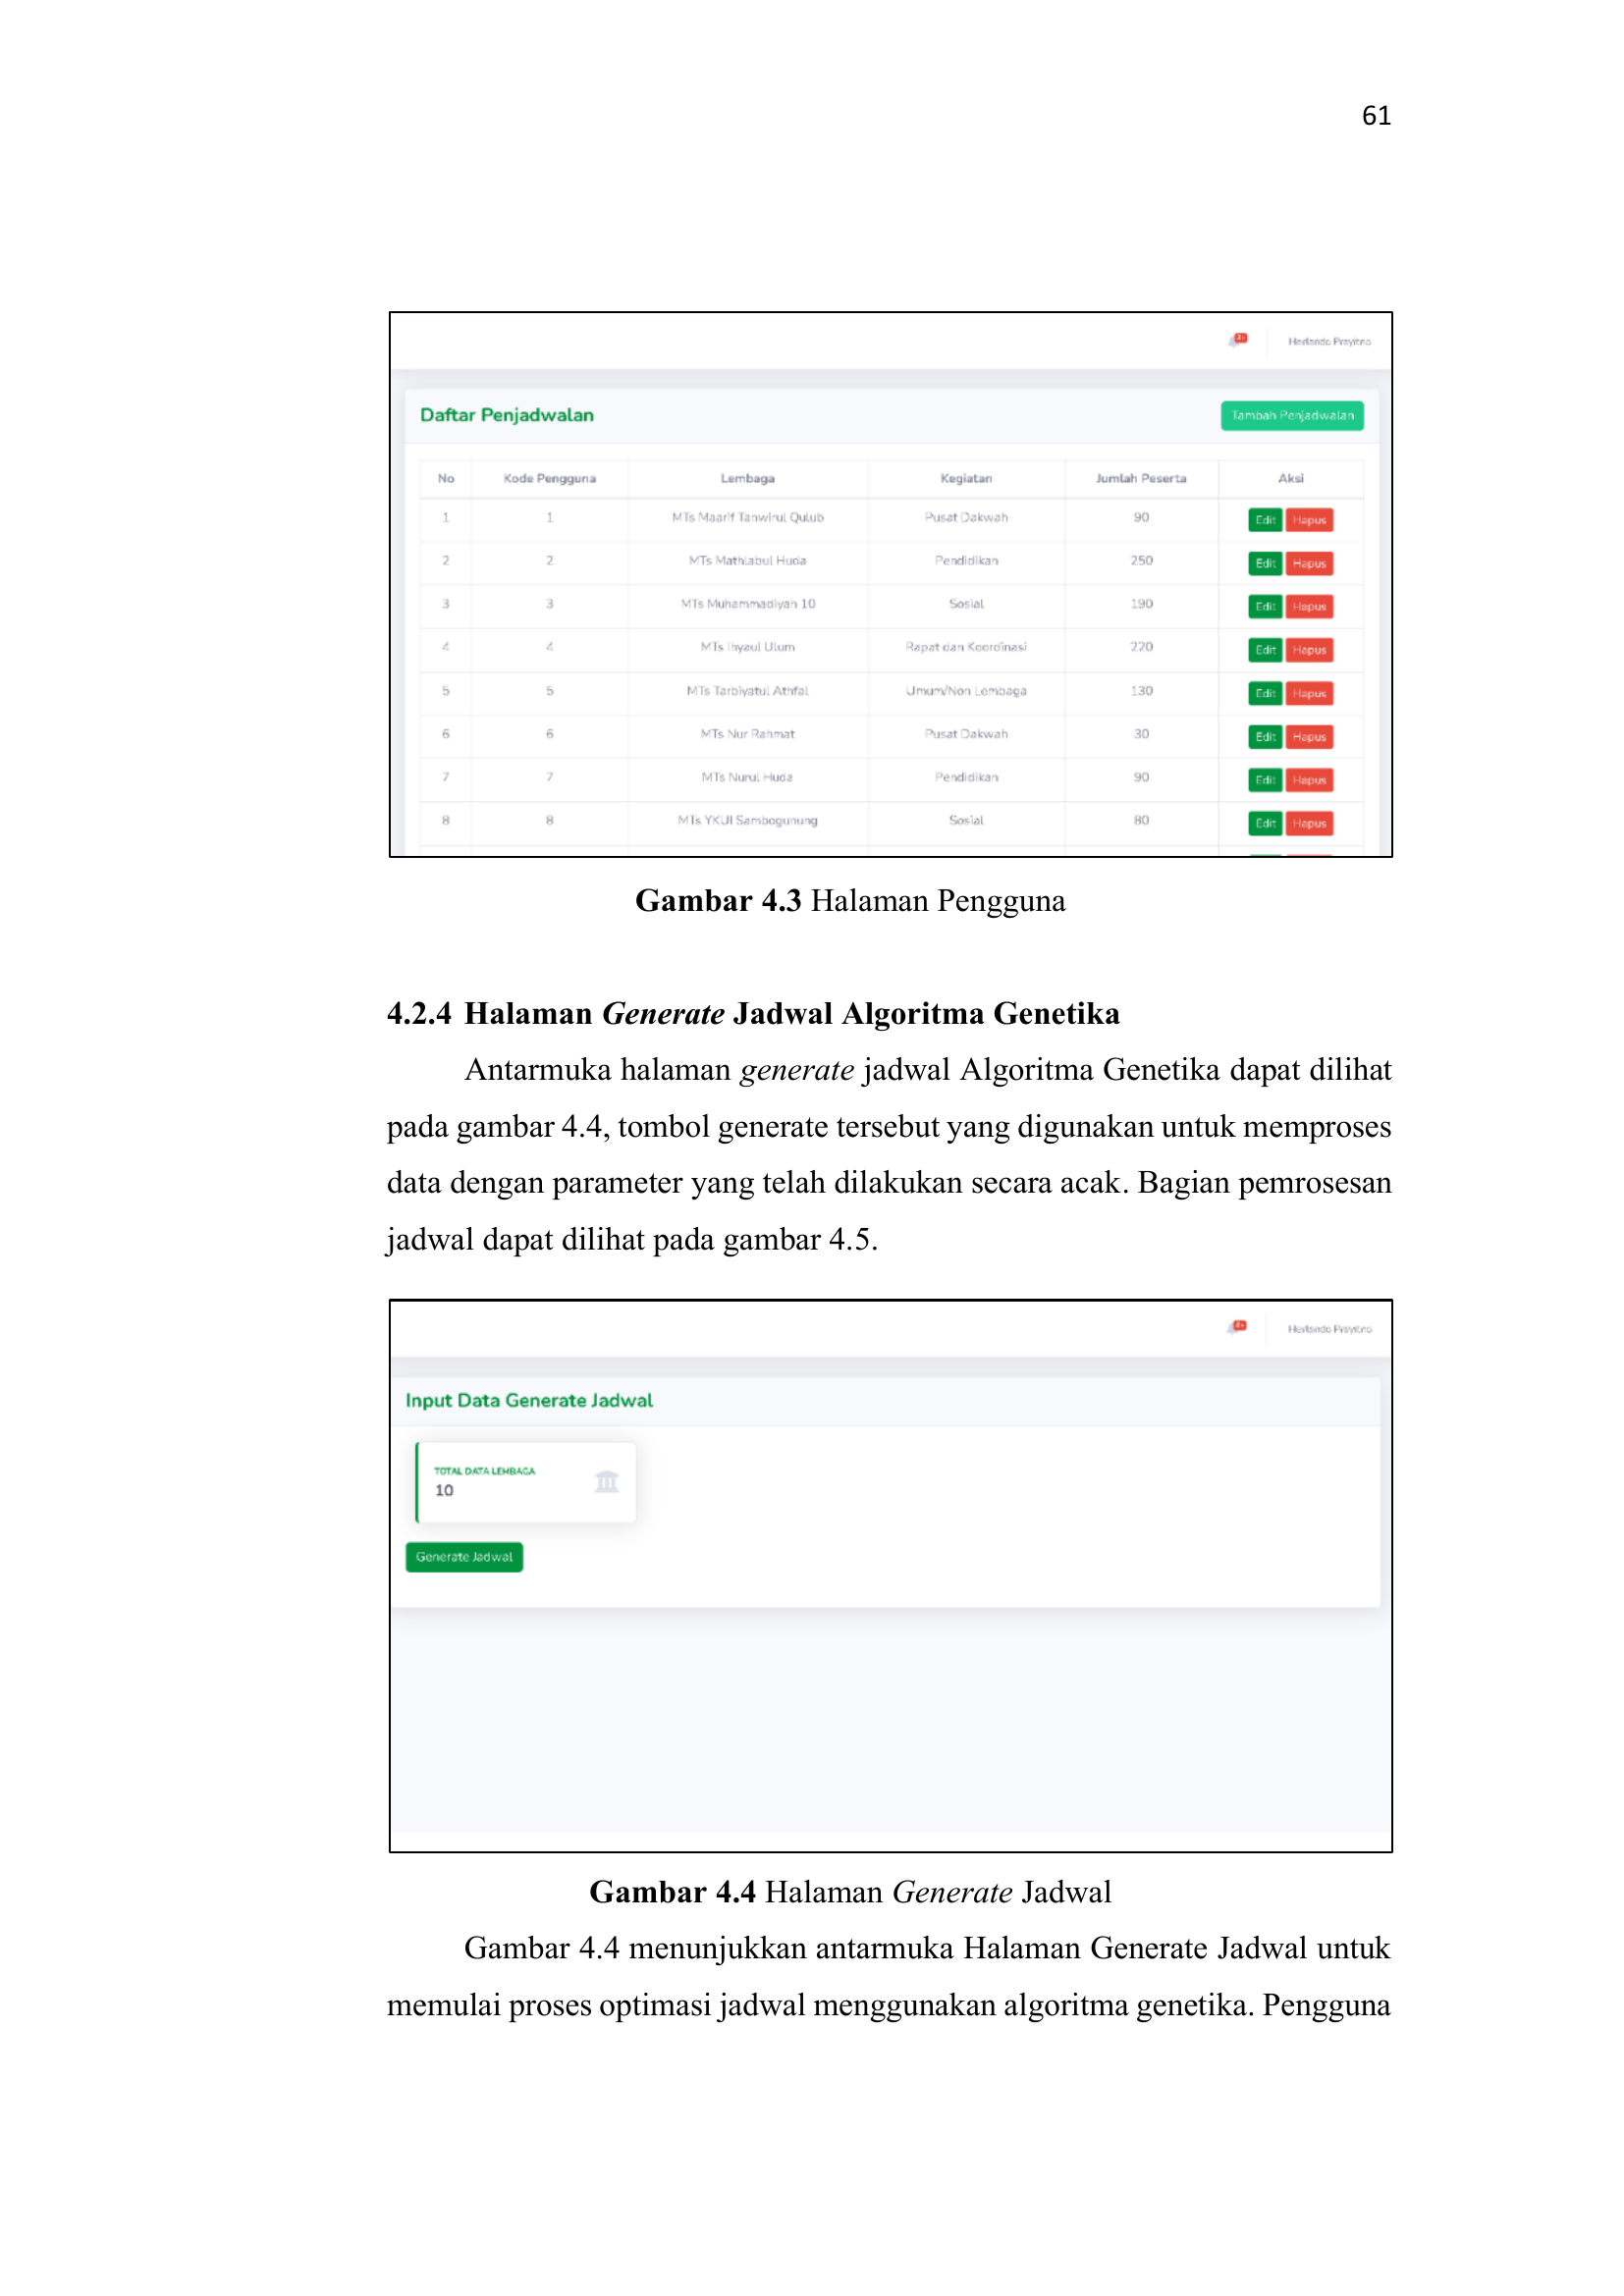 61
Herlando Prayitno
Daftar Penjadwalan
Tambah Penjadwalan
No Kode Pengguna Lembaga Kegiatan Jumlah Peserta Aksi
1 1 MTs Maarif Tanwirul Qulub Pusat Dakwah 90 Edit Hapus
2 2 MTs Mathlabul Huda Pendidikan 250 Edit Hapus
3 3 MTs Muhammadiyah 10 Sosial 190 Edit Hapus
4 4 MTs Ihyaul Ulum Rapat dan Koordinasi 220 Edit Hapus
5 5 MTs Tarbiyatul Athfal Umum/Non Lembaga 130 Edit Hapus
6 6 MTs Nur Rahmat Pusat Dakwah 30 Edit Hapus
7 7 MTs Nurul Huda Pendidikan 90 Edit Hapus
8 8 MTs YKUI Sambogunung Sosial 80 Edit Hapus
Gambar 4.3 Halaman Pengguna
4.2.4 Halaman Generate Jadwal Algoritma Genetika
Antarmuka halaman generate jadwal Algoritma Genetika dapat dilihat
pada gambar 4.4, tombol generate tersebut yang digunakan untuk memproses
data dengan parameter yang telah dilakukan secara acak. Bagian pemrosesan
jadwal dapat dilihat pada gambar 4.5.
Herlando Prayitno
Input Data Generate Jadwal
TOTAL DATA LEMBAGA
10
Generate Jadwal
Gambar 4.4 Halaman Generate Jadwal
Gambar 4.4 menunjukkan antarmuka Halaman Generate Jadwal untuk
memulai proses optimasi jadwal menggunakan algoritma genetika. Pengguna